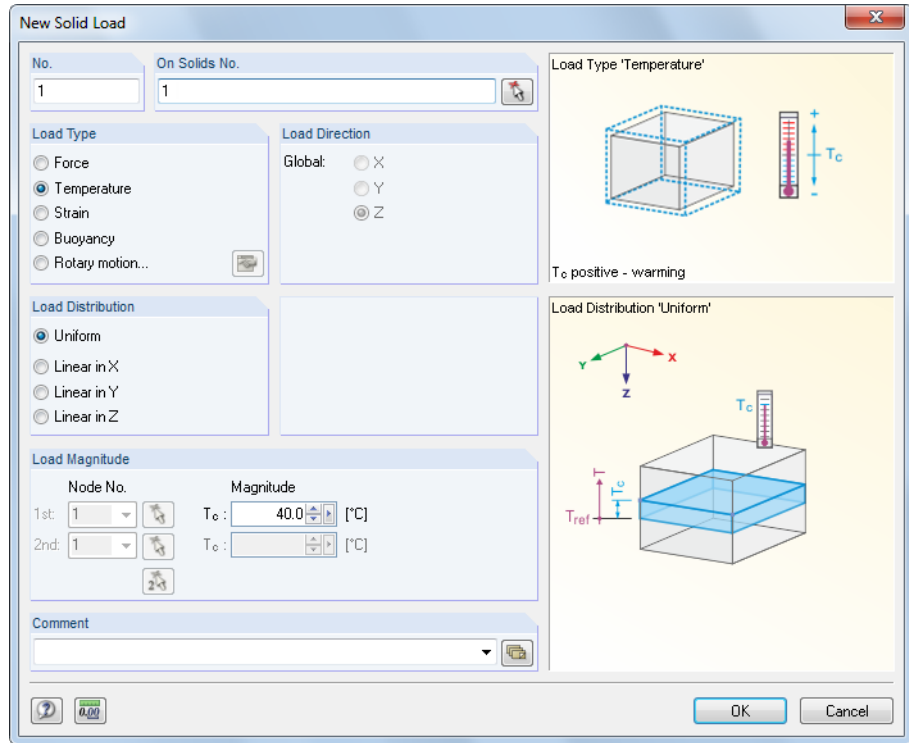 New Solid Load
No.
On Solids No.
1
1
Load Type
Force
Temperature
Strain
Buoyancy
Rotary motion...
Load Direction
Global:
X
Y
Z
Load Distribution
Uniform
Linear in X
Linear in Y
Linear in Z
Load Magnitude
Node No.
Magnitude
1st: 1 Tc : 40.0 [°C]
2nd: 1 Tc : [°C]
2
Comment
Load Type 'Temperature'
+
Tc
-
Tc positive - warming
Load Distribution 'Uniform'
Y
X
Z
Tc
T
Tc
Tref
0.00
OK
Cancel